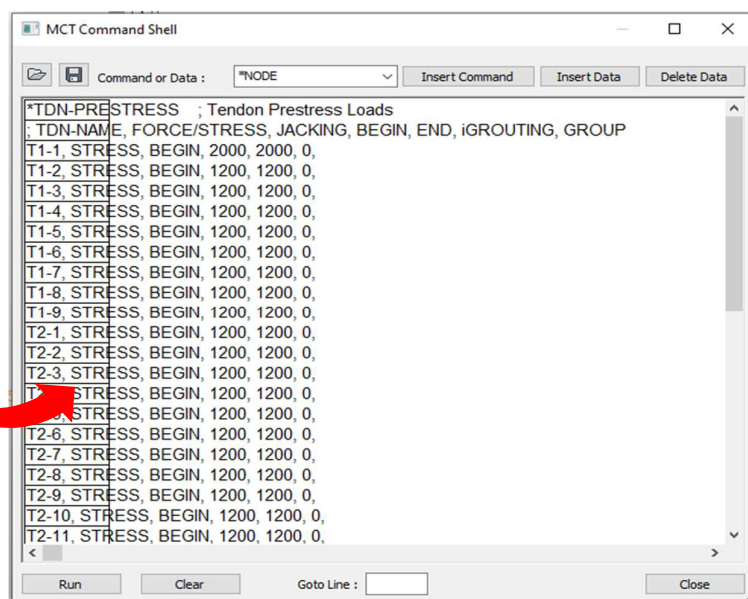 MCT Command Shell
Command or Data : *NODE Insert Command Insert Data Delete Data
*TDN-PRESTRESS ; Tendon Prestress Loads
; TDN-NAME, FORCE/STRESS, JACKING, BEGIN, END, iGROUTING, GROUP
T1-1, STRESS, BEGIN, 2000, 2000, 0,
T1-2, STRESS, BEGIN, 1200, 1200, 0,
T1-3, STRESS, BEGIN, 1200, 1200, 0,
T1-4, STRESS, BEGIN, 1200, 1200, 0,
T1-5, STRESS, BEGIN, 1200, 1200, 0,
T1-6, STRESS, BEGIN, 1200, 1200, 0,
T1-7, STRESS, BEGIN, 1200, 1200, 0,
T1-8, STRESS, BEGIN, 1200, 1200, 0,
T1-9, STRESS, BEGIN, 1200, 1200, 0,
T2-1, STRESS, BEGIN, 1200, 1200, 0,
T2-2, STRESS, BEGIN, 1200, 1200, 0,
T2-3, STRESS, BEGIN, 1200, 1200, 0,
STRESS, BEGIN, 1200, 1200, 0,
STRESS, BEGIN, 1200, 1200, 0,
T2-6, STRESS, BEGIN, 1200, 1200, 0,
T2-7, STRESS, BEGIN, 1200, 1200, 0,
T2-8, STRESS, BEGIN, 1200, 1200, 0,
T2-9, STRESS, BEGIN, 1200, 1200, 0,
T2-10, STRESS, BEGIN, 1200, 1200, 0,
T2-11, STRESS, BEGIN, 1200, 1200, 0,
Run Clear Goto Line : Close